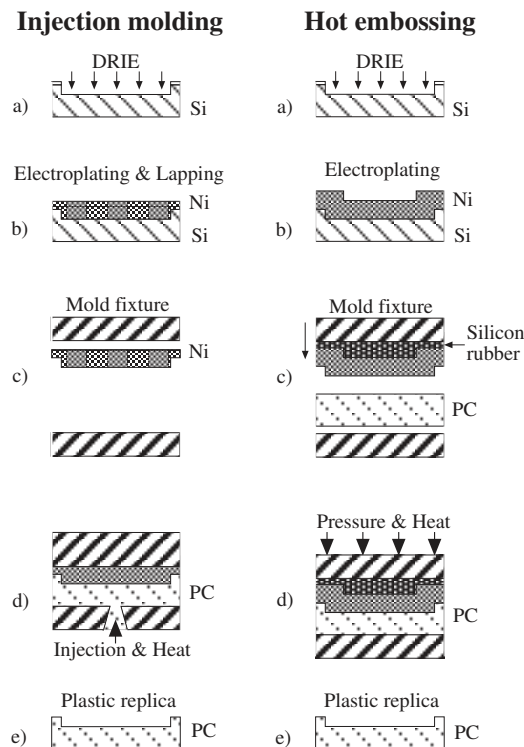 Injection molding
DRIE
a)
Si
Electroplating & Lapping
Ni
b)
Si
Mold fixture
Ni
c)
d)
PC
Injection & Heat
Plastic replica
e)
PC
Hot embossing
DRIE
a)
Si
Electroplating
Ni
b)
Si
Mold fixture
Silicon
rubber
c)
PC
Pressure & Heat
d)
PC
Plastic replica
e)
PC